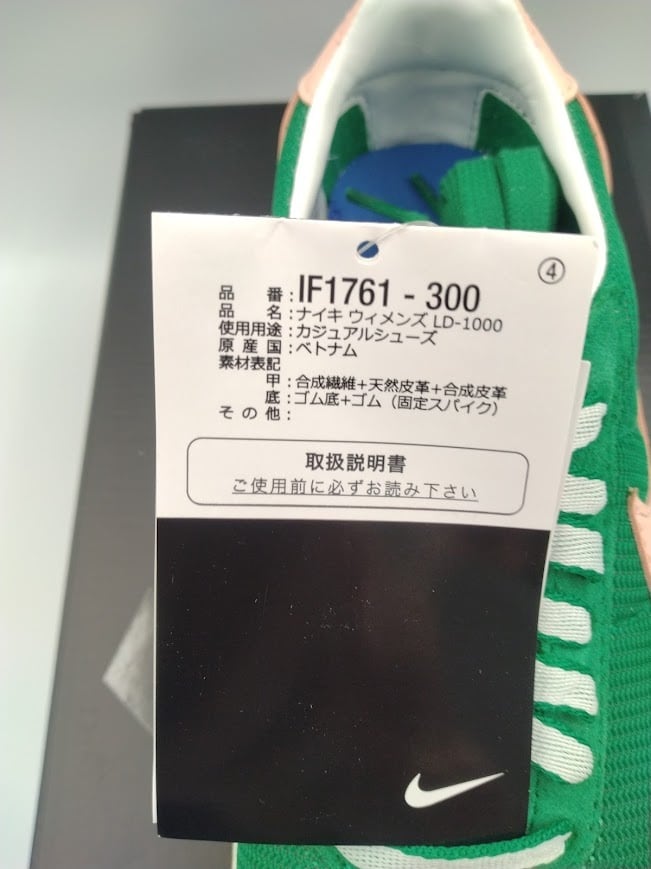 ④
品 番:IF1761 - 300
品 名:ナイキ ウィメンズ LD-1000
使用用途:カジュアルシューズ
原 産 国:ベトナム
素材表記
甲:合成繊維+天然皮革+合成皮革
底:ゴム底+ゴム（固定スパイク）
そ の 他:
取扱説明書
ご使用前に必ずお読み下さい